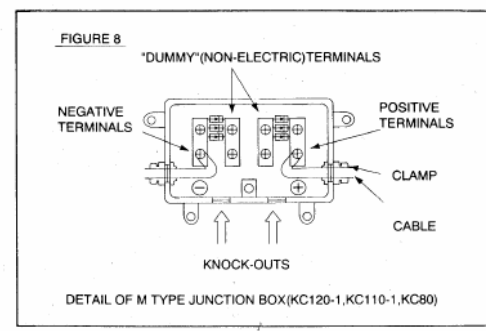 FIGURE 8
"DUMMY"(NON-ELECTRIC)TERMINALS
NEGATIVE
TERMINALS
POSITIVE
TERMINALS
CLAMP
CABLE
− +
KNOCK-OUTS
DETAIL OF M TYPE JUNCTION BOX(KC120-1,KC110-1,KC80)